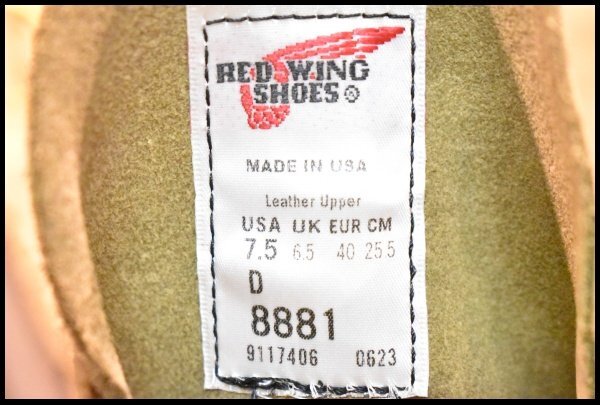 RED WING
SHOES®
MADE IN USA
Leather Upper
USA UK EUR CM
7.5 6.5 40 25.5
D
8881
9117406 0623